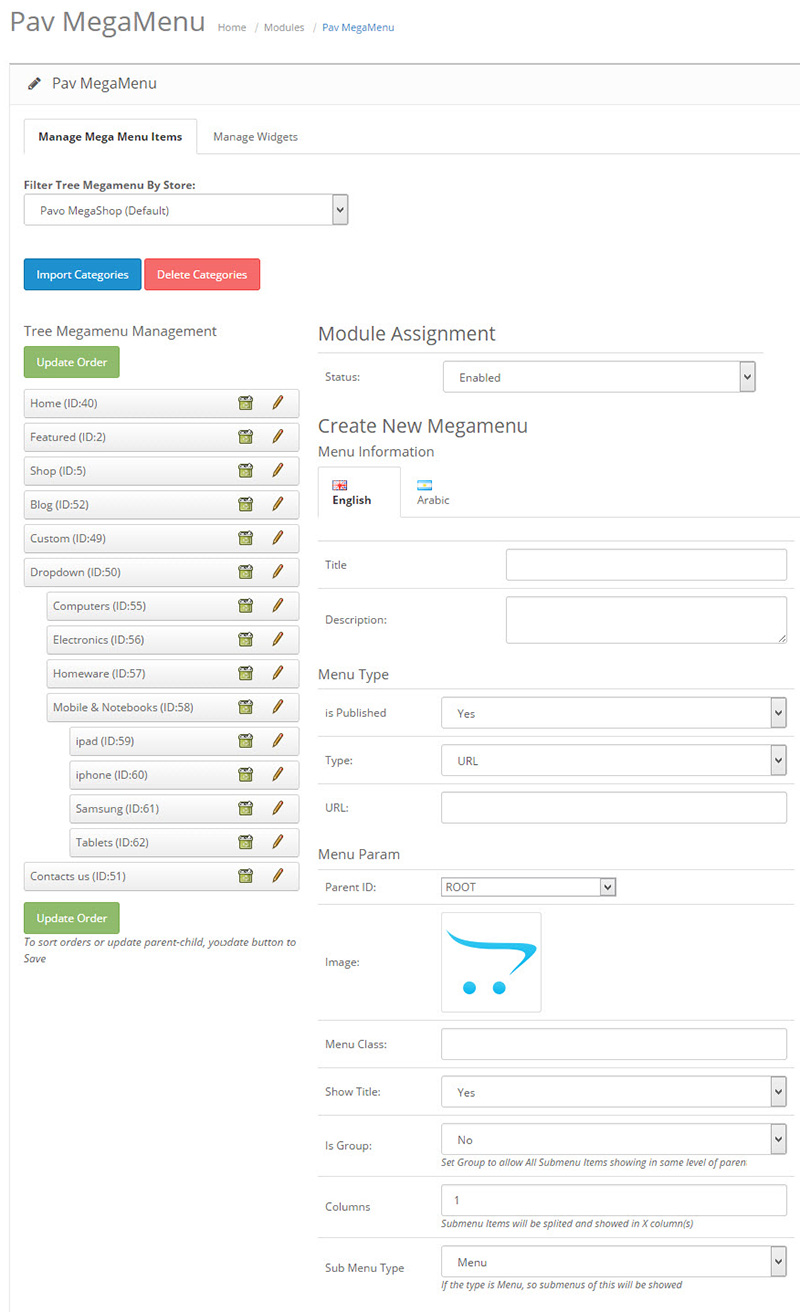 Pav MegaMenu Home / Modules / Pav MegaMenu
Pav MegaMenu
Manage Mega Menu Items Manage Widgets
Filter Tree Megamenu By Store:
Pavo MegaShop (Default)
Import Categories Delete Categories
Tree Megamenu Management
Update Order
Home (ID:40)
Featured (ID:2)
Shop (ID:5)
Blog (ID:52)
Custom (ID:49)
Dropdown (ID:50)
Computers (ID:55)
Electronics (ID:56)
Homeware (ID:57)
Mobile & Notebooks (ID:58)
ipad (ID:59)
iphone (ID:60)
Samsung (ID:61)
Tablets (ID:62)
Contacts us (ID:51)
Update Order
To sort orders or update parent-child, button to
Save
Module Assignment
Status: Enabled
Create New Megamenu
Menu Information
English Arabic
Title
Description:
Menu Type
is Published Yes
Type: URL
URL:
Menu Param
Parent ID: ROOT
Image:
Menu Class:
Show Title: Yes
Is Group: No
Set Group to allow All Submenu Items showing in same level of parent
Columns 1
Submenu Items will be splited and showed in X column(s)
Sub Menu Type Menu
If the type is Menu, so submenus of this will be showed